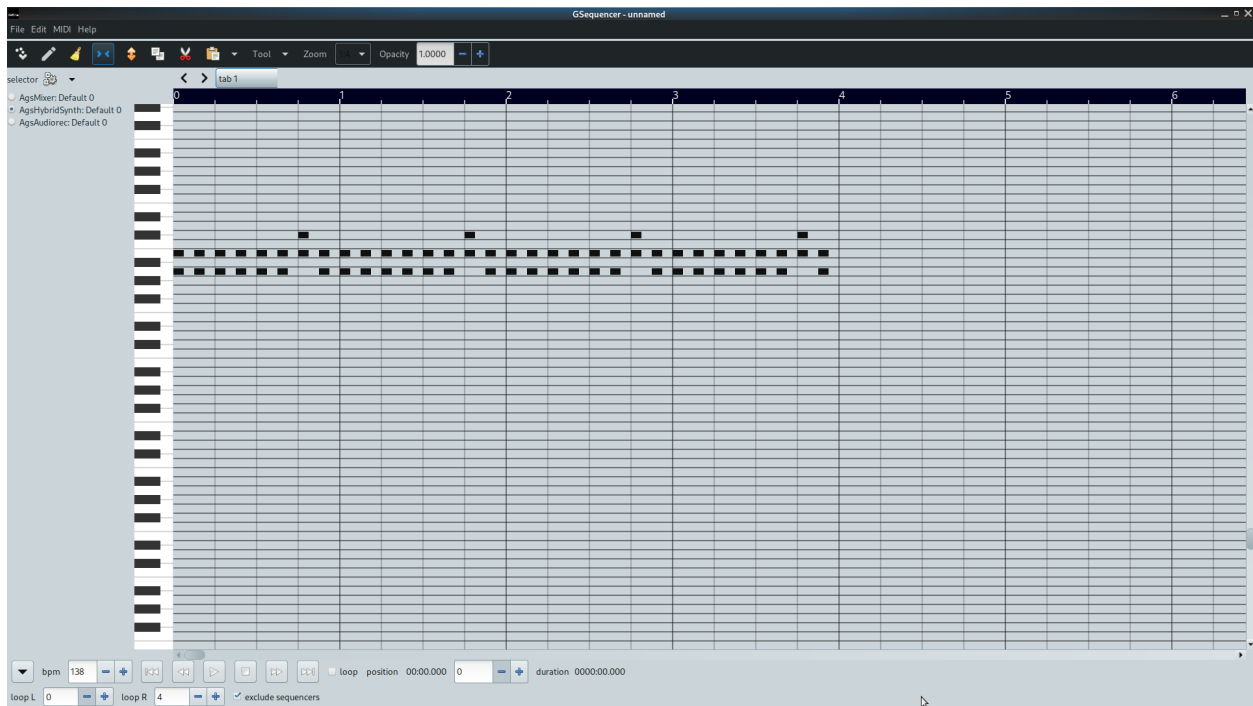 GSequencer - unnamed
File Edit MIDI Help
Tool Zoom Opacity 1.0000
selector
tab 1
AgsMixer: Default 0
AgsHybridSynth: Default 0
AgsAudiorec: Default 0
0 1 2 3 4 5 6
bpm 138 loop position 00:00.000 0 duration 0000:00.000
loop L 0 loop R 4 exclude sequencers